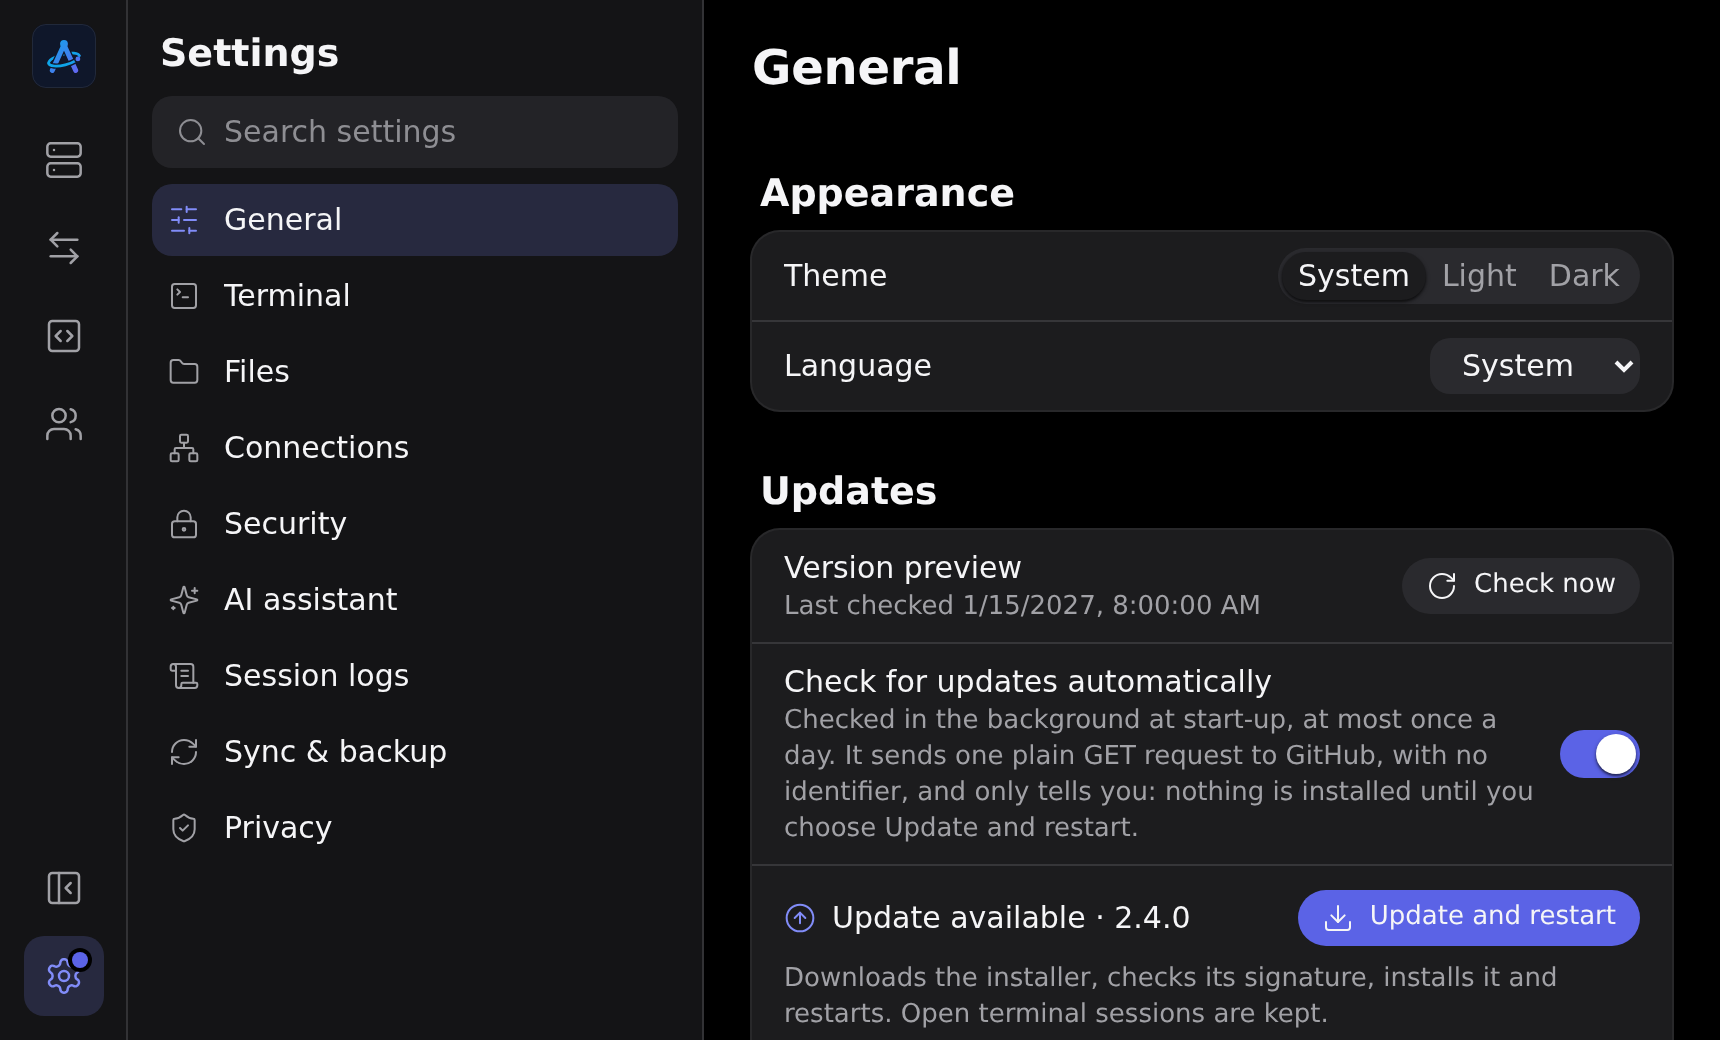 Settings
Search settings
General
Terminal
Files
Connections
Security
AI assistant
Session logs
Sync & backup
Privacy
General
Appearance
Theme
System Light Dark
Language
System
Updates
Version preview
Last checked 1/15/2027, 8:00:00 AM
Check now
Check for updates automatically
Checked in the background at start-up, at most once a
day. It sends one plain GET request to GitHub, with no
identifier, and only tells you: nothing is installed until you
choose Update and restart.
Update available · 2.4.0
Update and restart
Downloads the installer, checks its signature, installs it and
restarts. Open terminal sessions are kept.